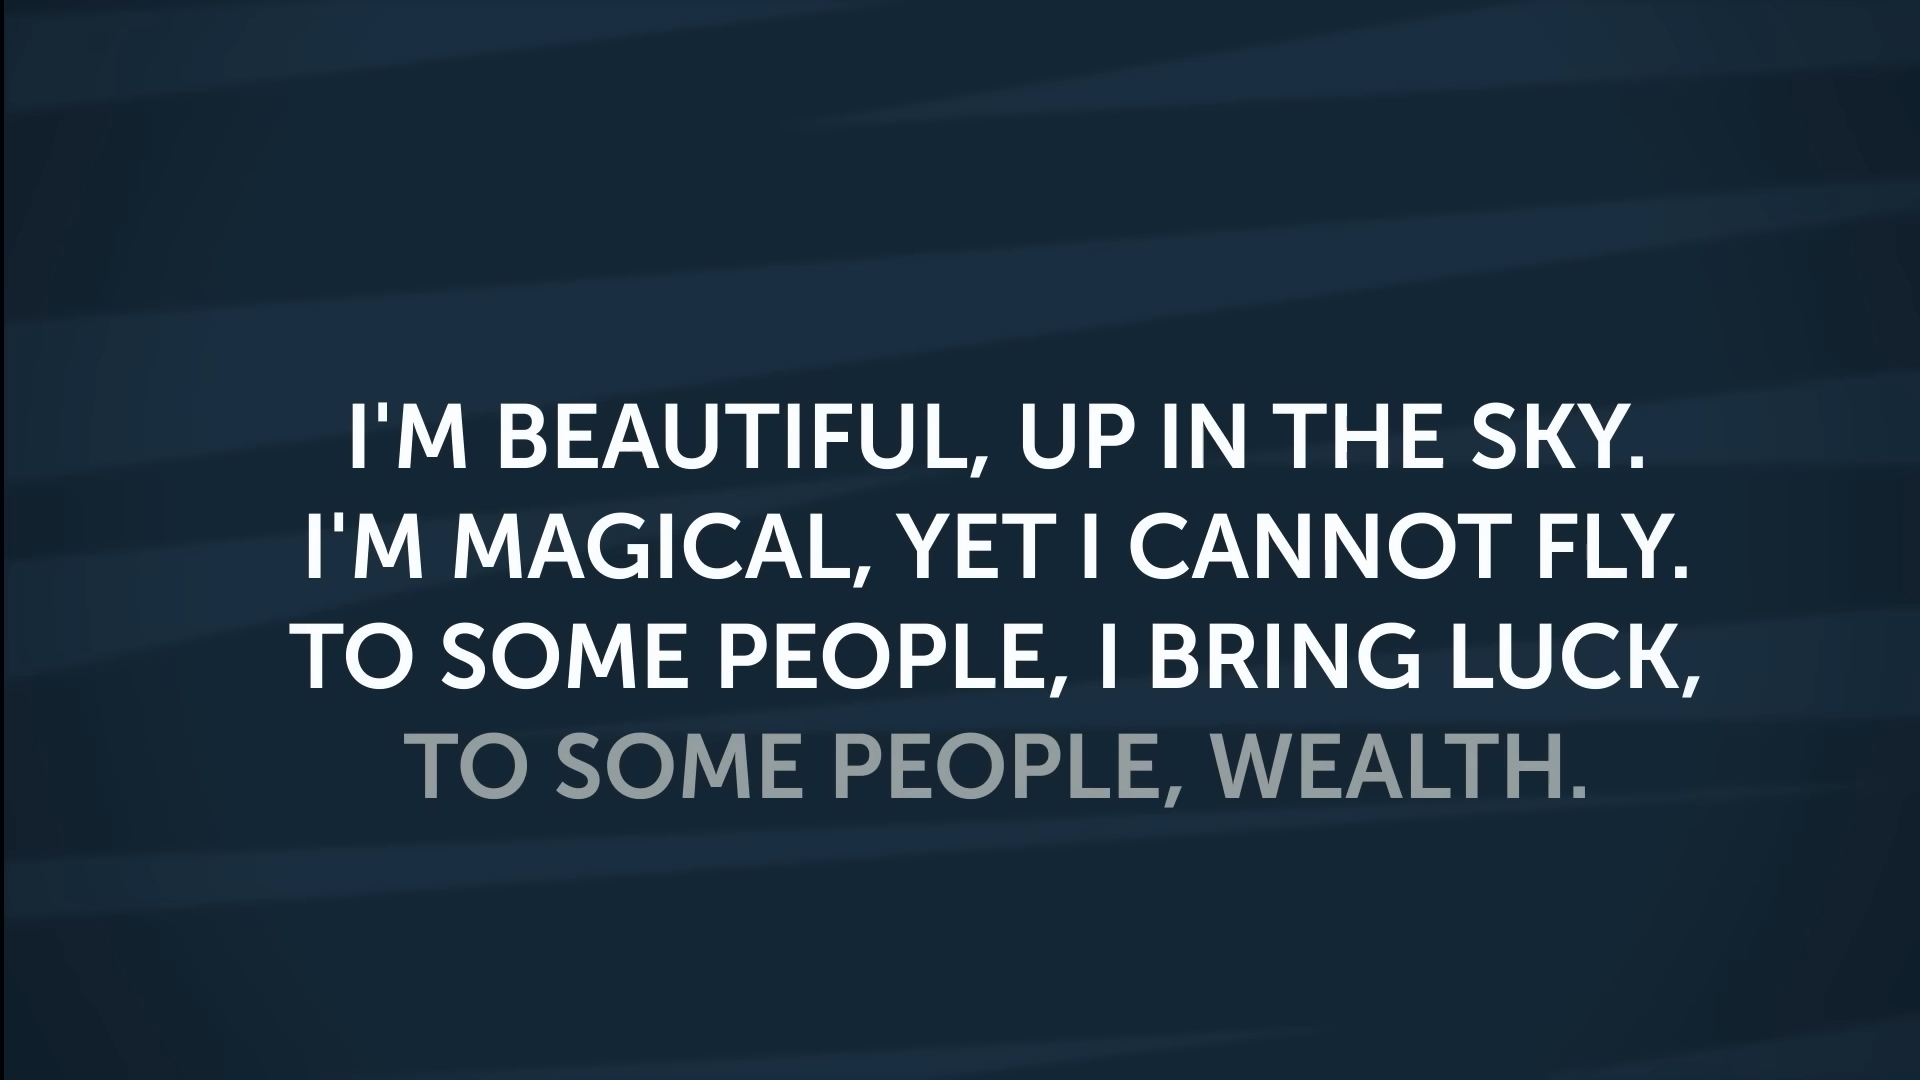 I'M BEAUTIFUL, UP IN THE SKY.
I'M MAGICAL, YET I CANNOT FLY.
TO SOME PEOPLE, I BRING LUCK,
TO SOME PEOPLE, WEALTH.